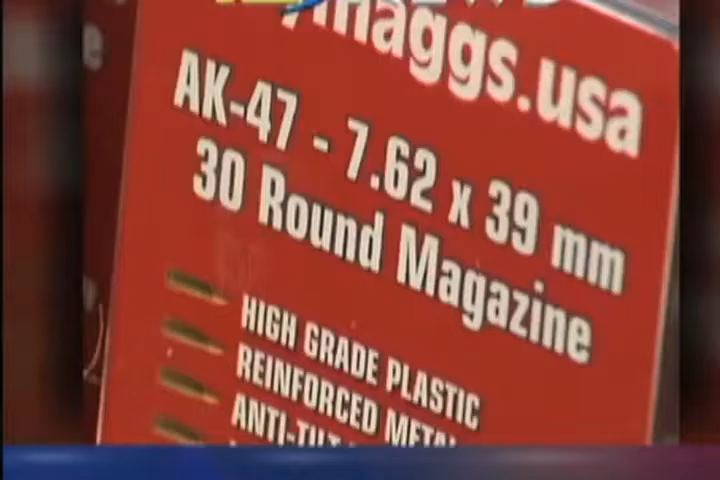 maggs.usa
AK-47 - 7.62 x 39 mm
30 Round Magazine
HIGH GRADE PLASTIC
REINFORCED METAL